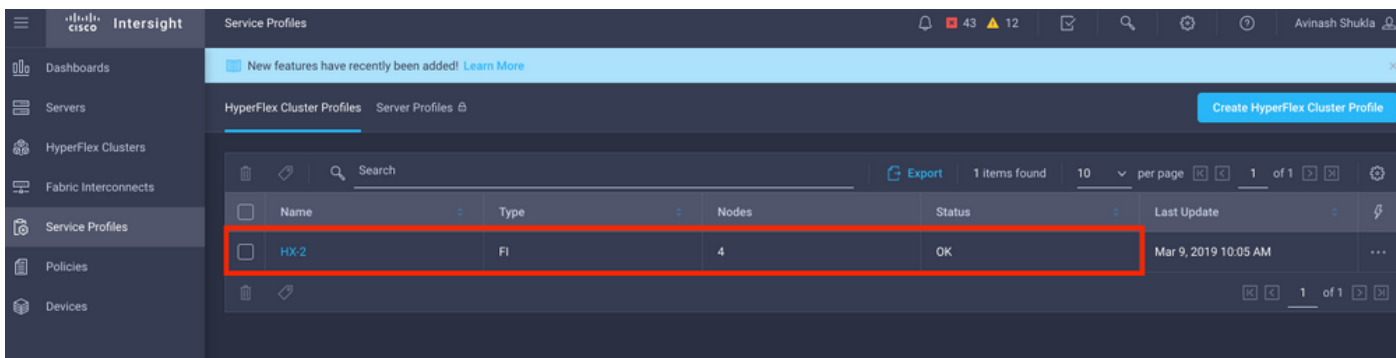 cisco Intersight
Service Profiles
43 12
Avinash Shukla
Dashboards
Servers
HyperFlex Clusters
Fabric Interconnects
Service Profiles
Policies
Devices
New features have recently been added! Learn More
HyperFlex Cluster Profiles Server Profiles
Create HyperFlex Cluster Profile
Search
Export 1 items found 10 per page 1 of 1
Name Type Nodes Status Last Update
HX-2 FI 4 OK Mar 9, 2019 10:05 AM
1 of 1